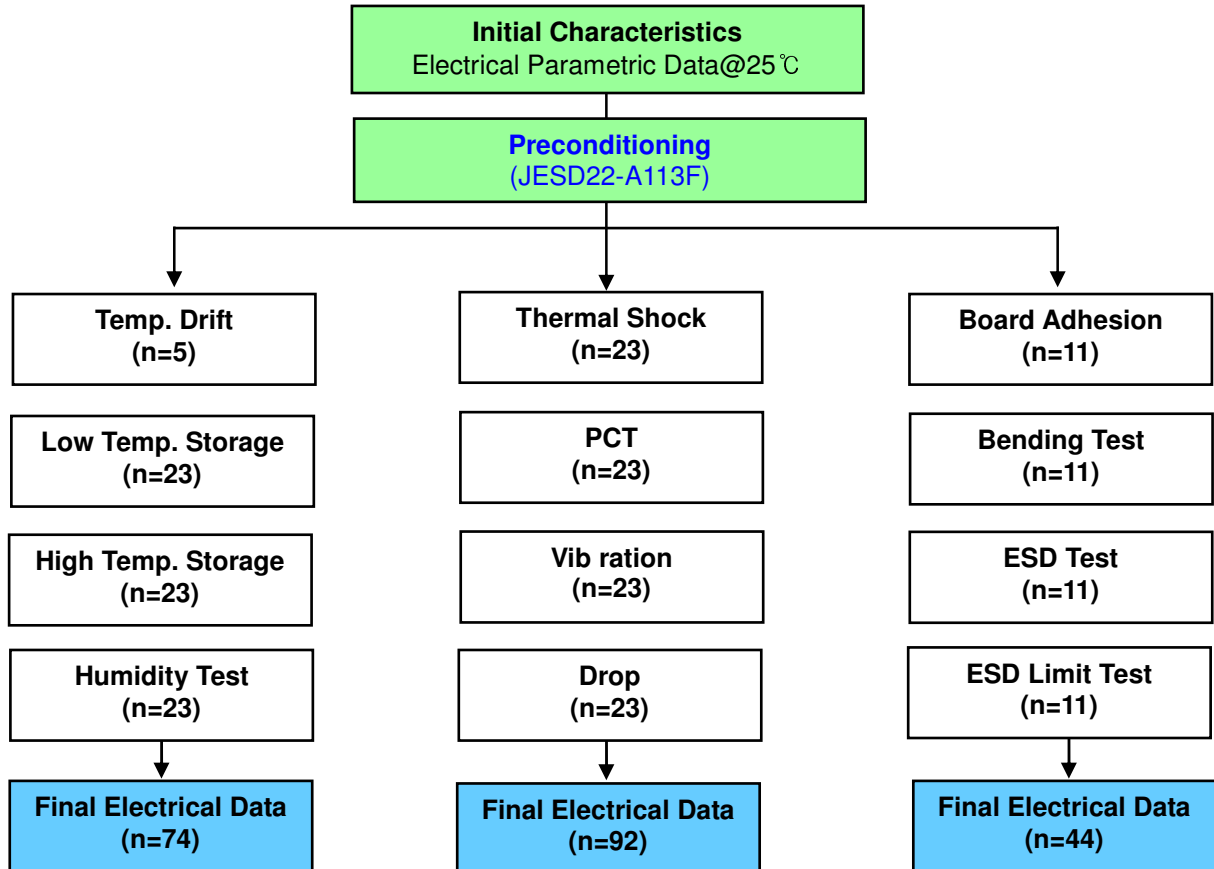 Initial Characteristics
Electrical Parametric Data@25℃
Preconditioning
(JESD22-A113F)
Temp. Drift
(n=5)
Thermal Shock
(n=23)
Board Adhesion
(n=11)
Low Temp. Storage
(n=23)
PCT
(n=23)
Bending Test
(n=11)
High Temp. Storage
(n=23)
Vib ration
(n=23)
ESD Test
(n=11)
Humidity Test
(n=23)
Drop
(n=23)
ESD Limit Test
(n=11)
Final Electrical Data
(n=74)
Final Electrical Data
(n=92)
Final Electrical Data
(n=44)